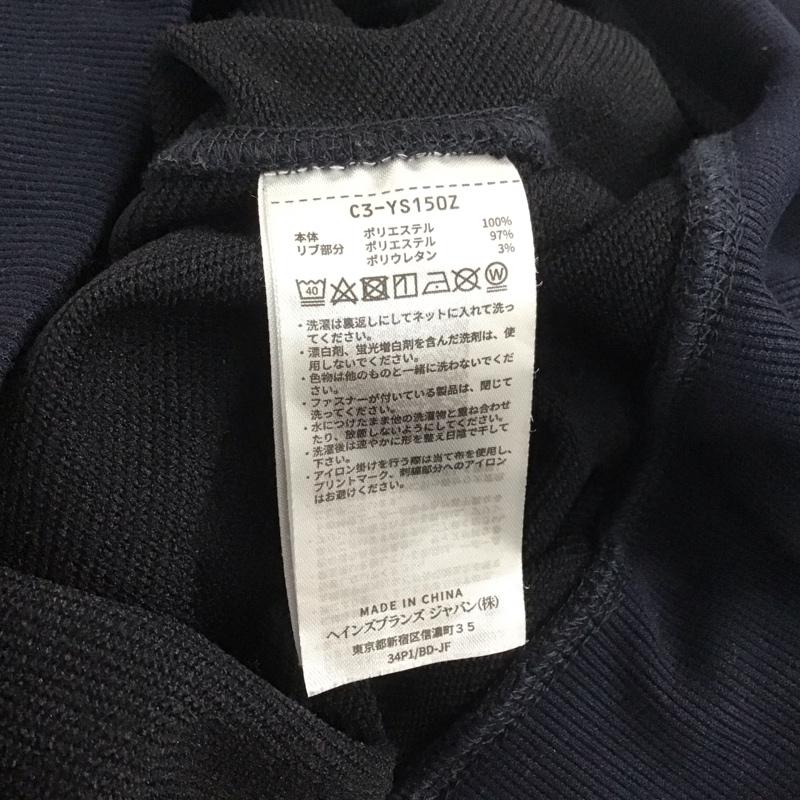 C3-YS150Z
本体 ポリエステル 100%
リブ部分 ポリエステル 97%
ポリウレタン 3%
40 W
・洗濯は裏返しにしてネットに入れて洗っ
てください。
・漂白剤、蛍光増白剤を含んだ洗剤は、使
用しないでください。
・色物は他のものと一緒に洗わないでくだ
さい。
・ファスナーが付いている製品は、閉じて
洗ってください。
・水につけたまま他の洗濯物と重ね合わせ
たり、放置しないようにしてください。
・洗濯後は速やかに形を整え日陰で干して
下さい。
・アイロン掛けを行う際は当て布を使用し、
プリントマーク、刺繍部分へのアイロン
はお避けください。
MADE IN CHINA
ヘインズブランズ ジャパン(株)
東京都新宿区信濃町35
34P1/BD-JF